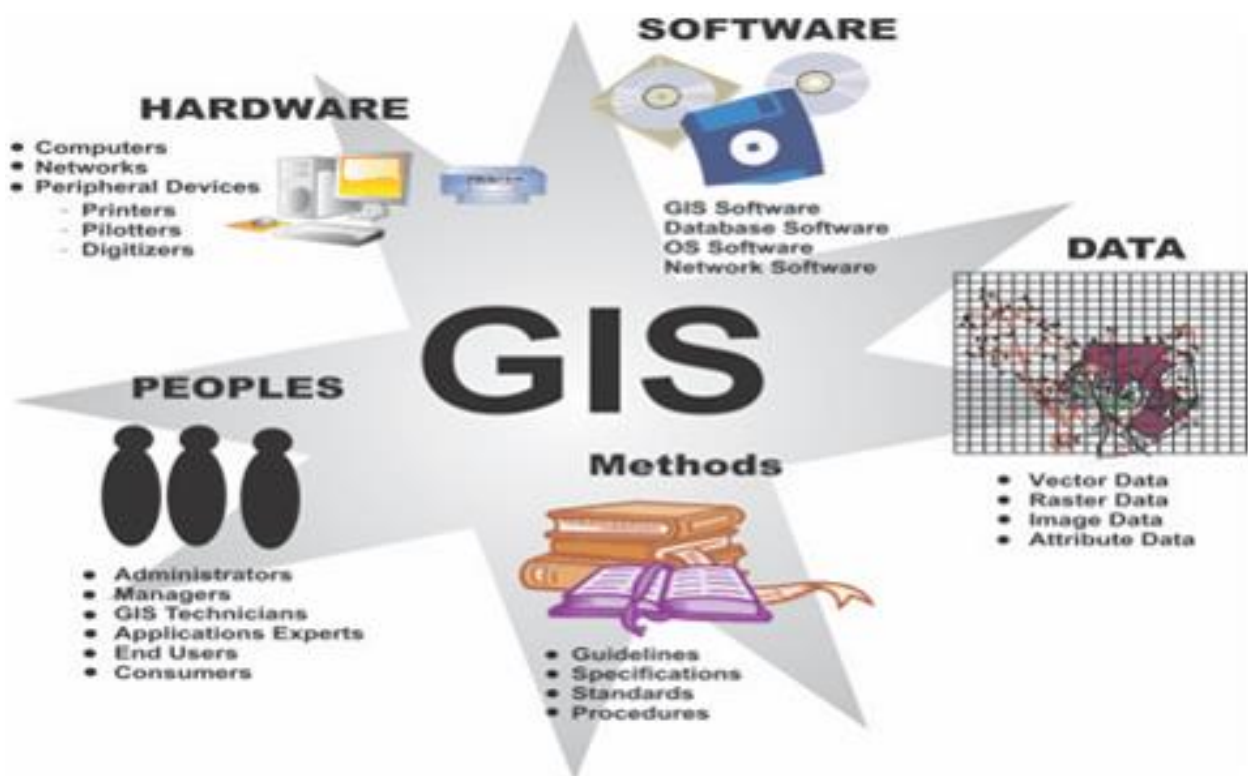 SOFTWARE
HARDWARE
• Computers
• Networks
• Peripheral Devices
- Printers
- Pilotters
- Digitizers
GIS Software
Database Software
OS Software
Network Software
DATA
• Vector Data
• Raster Data
• Image Data
• Attribute Data
GIS
PEOPLES
• Administrators
• Managers
• GIS Technicians
• Applications Experts
• End Users
• Consumers
Methods
• Guidelines
• Specifications
• Standards
• Procedures